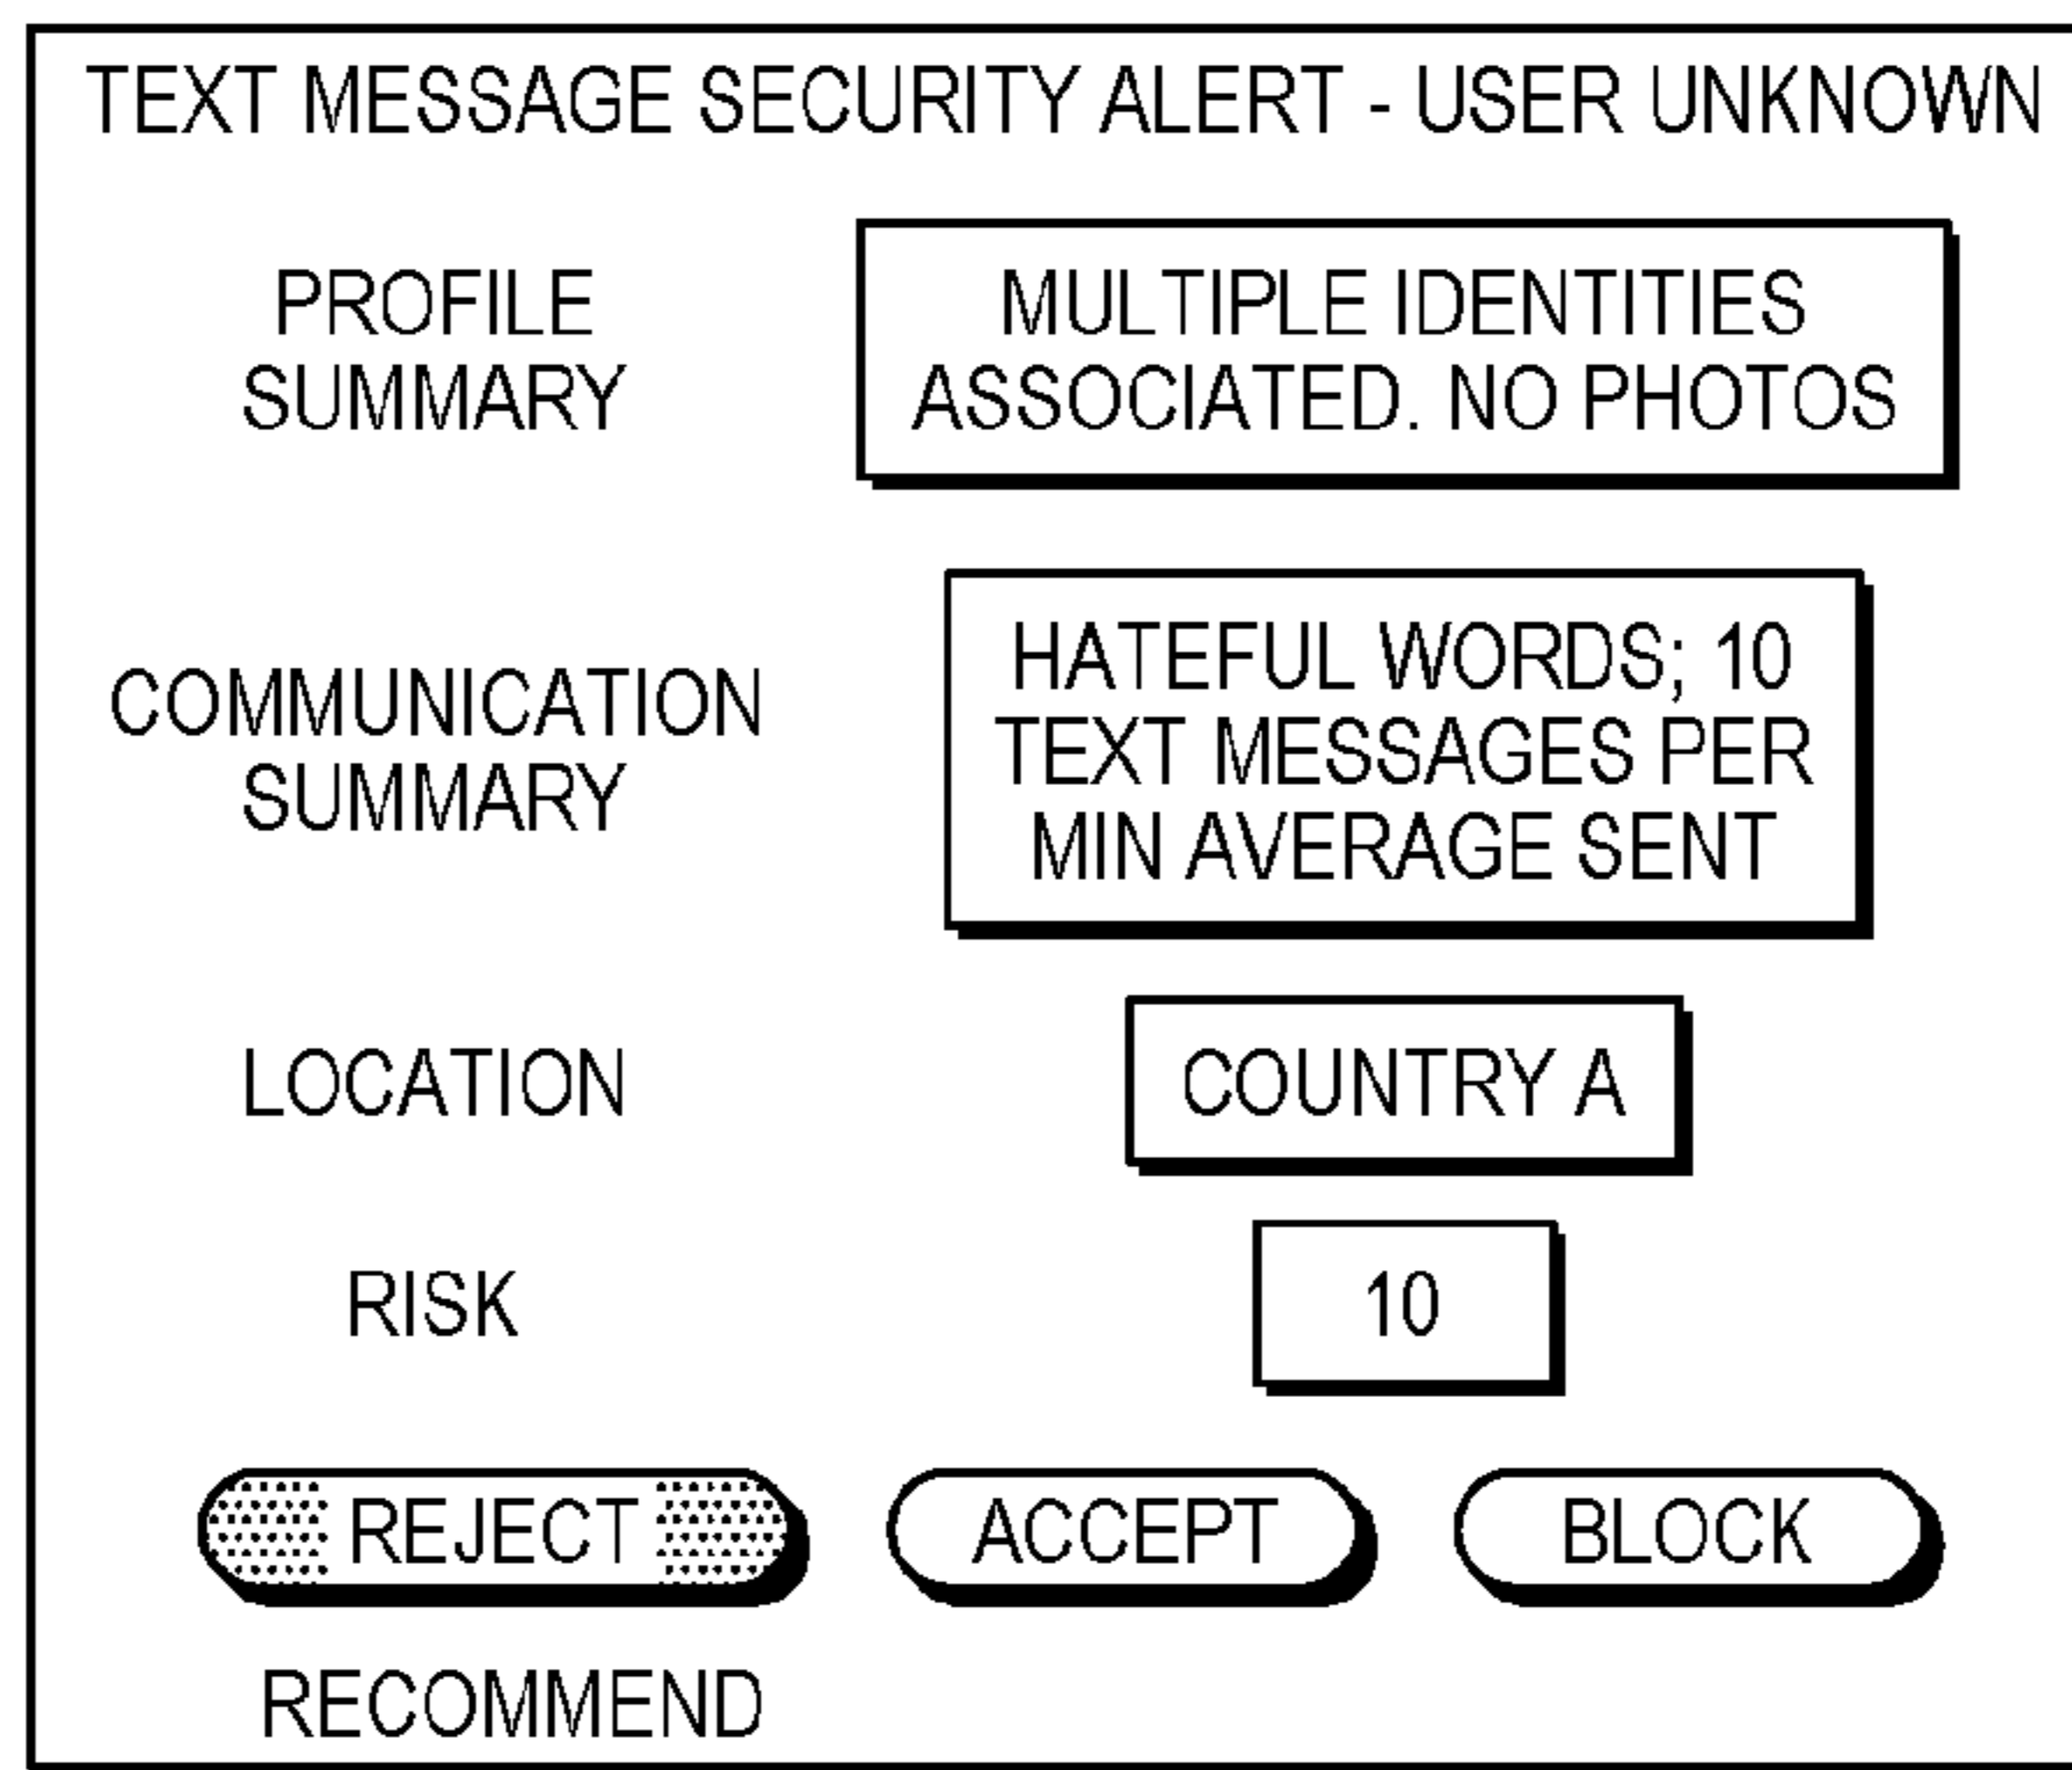 TEXT MESSAGE SECURITY ALERT - USER UNKNOWN
PROFILE
SUMMARY
MULTIPLE IDENTITIES
ASSOCIATED. NO PHOTOS
COMMUNICATION
SUMMARY
HATEFUL WORDS; 10
TEXT MESSAGES PER
MIN AVERAGE SENT
LOCATION
COUNTRY A
RISK
10
REJECT
ACCEPT
BLOCK
RECOMMEND